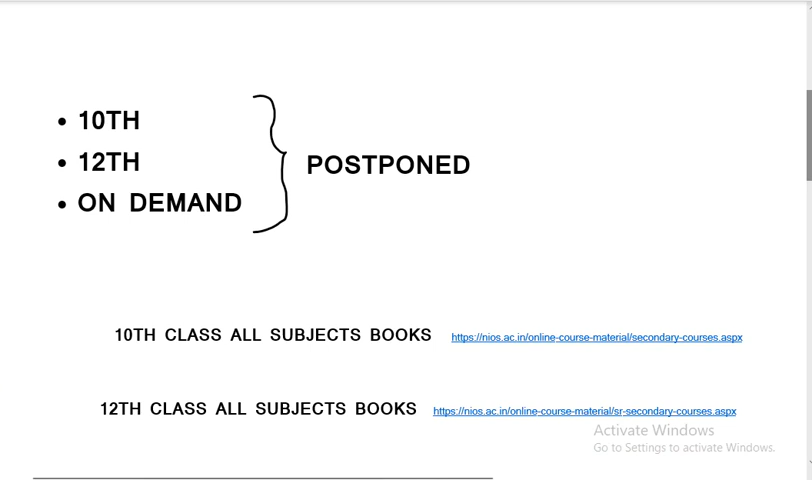 • 10TH
• 12TH
• ON DEMAND
POSTPONED
10TH CLASS ALL SUBJECTS BOOKS https://nios.ac.in/online-course-material/secondary-courses.aspx
12TH CLASS ALL SUBJECTS BOOKS https://nios.ac.in/online-course-material/sr-secondary-courses.aspx
Activate Windows
Go to Settings to activate Windows.